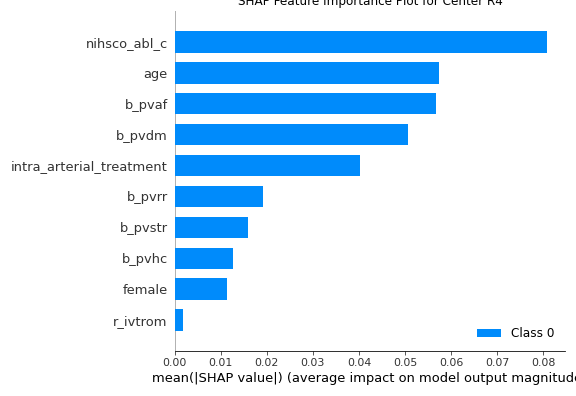 SHAP Feature Importance Plot for Center R4
nihsco_abl_c
age
b_pvaf
b_pvdm
intra_arterial_treatment
b_pvrr
b_pvstr
b_pvhc
female
r_ivtrom
Class 0
0.00 0.01 0.02 0.03 0.04 0.05 0.06 0.07 0.08
mean(|SHAP value|) (average impact on model output magnitude